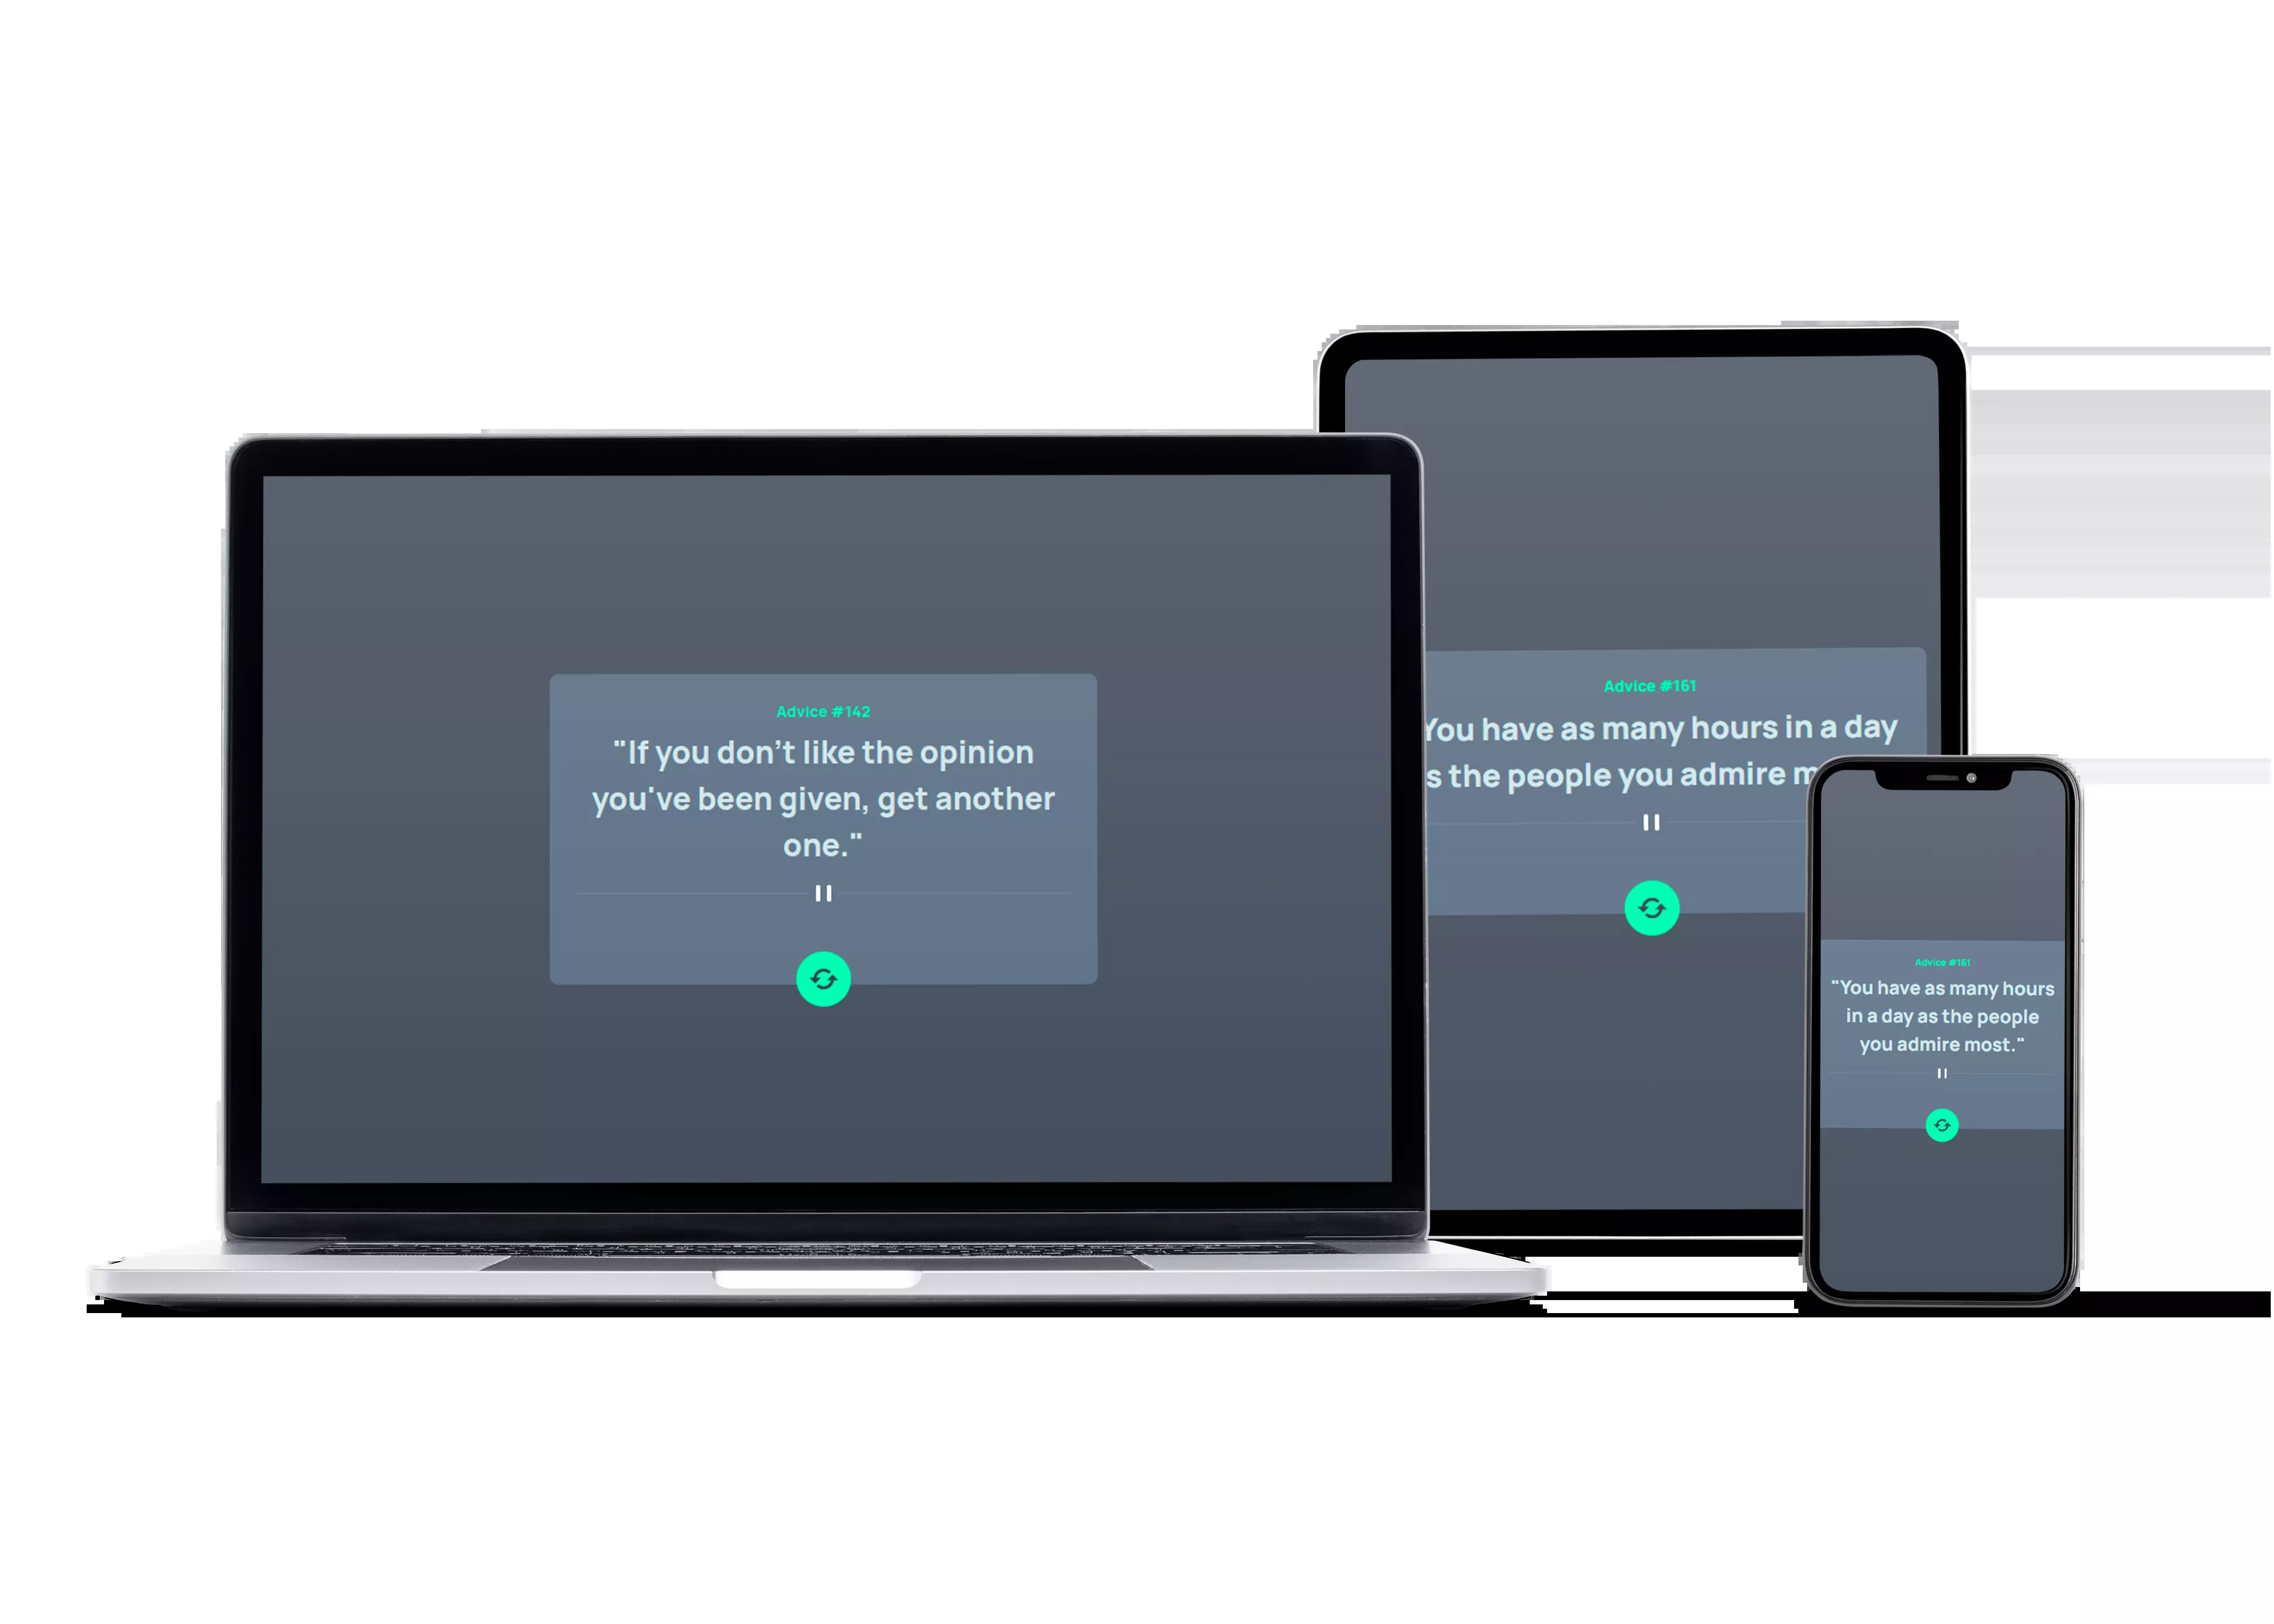 Advice #142
"If you don't like the opinion
you've been given, get another
one."
Advice #161
You have as many hours in a day
s the people you admire m
Advice #161
"You have as many hours
in a day as the people
you admire most."